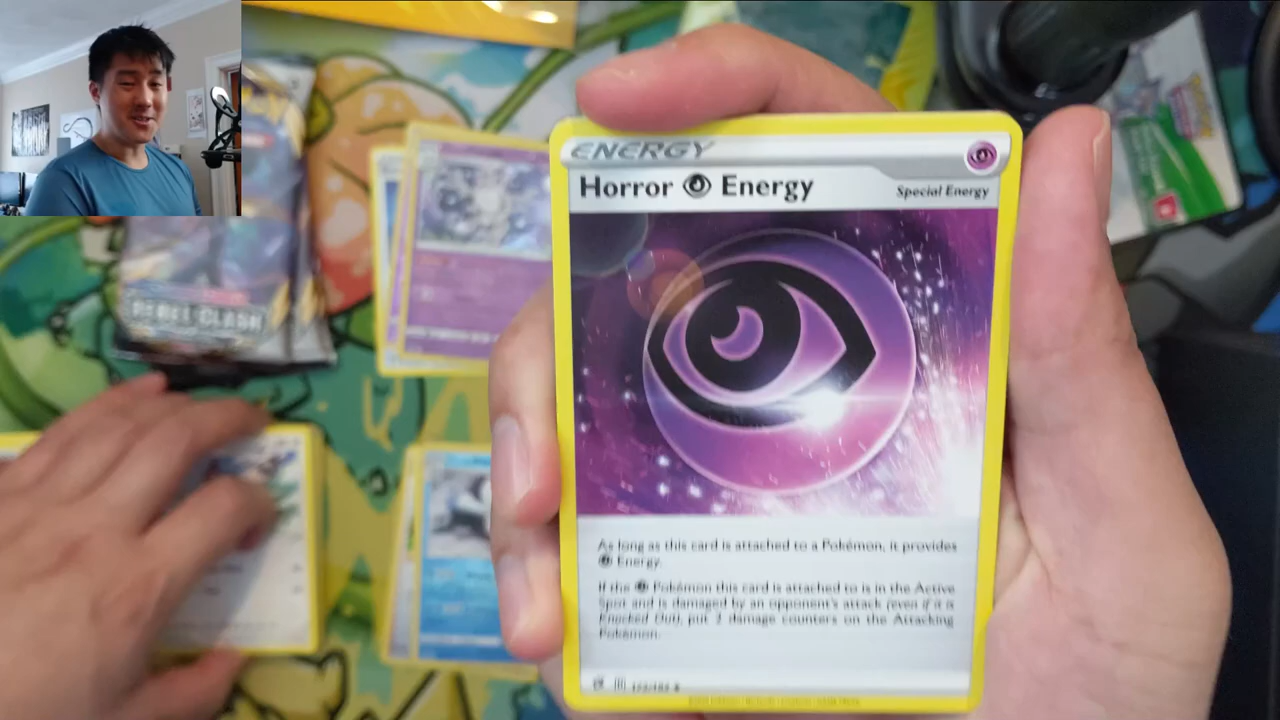 ENERGY
Horror Energy
Special Energy
As long as this card is attached to a Pokémon, it provides
Energy.
If the Pokémon this card is attached to is in the Active
Spot and is damaged by an opponent's attack (even if it is
Knocked Out), put 2 damage counters on the Attacking
Pokémon.
REBEL CLASH